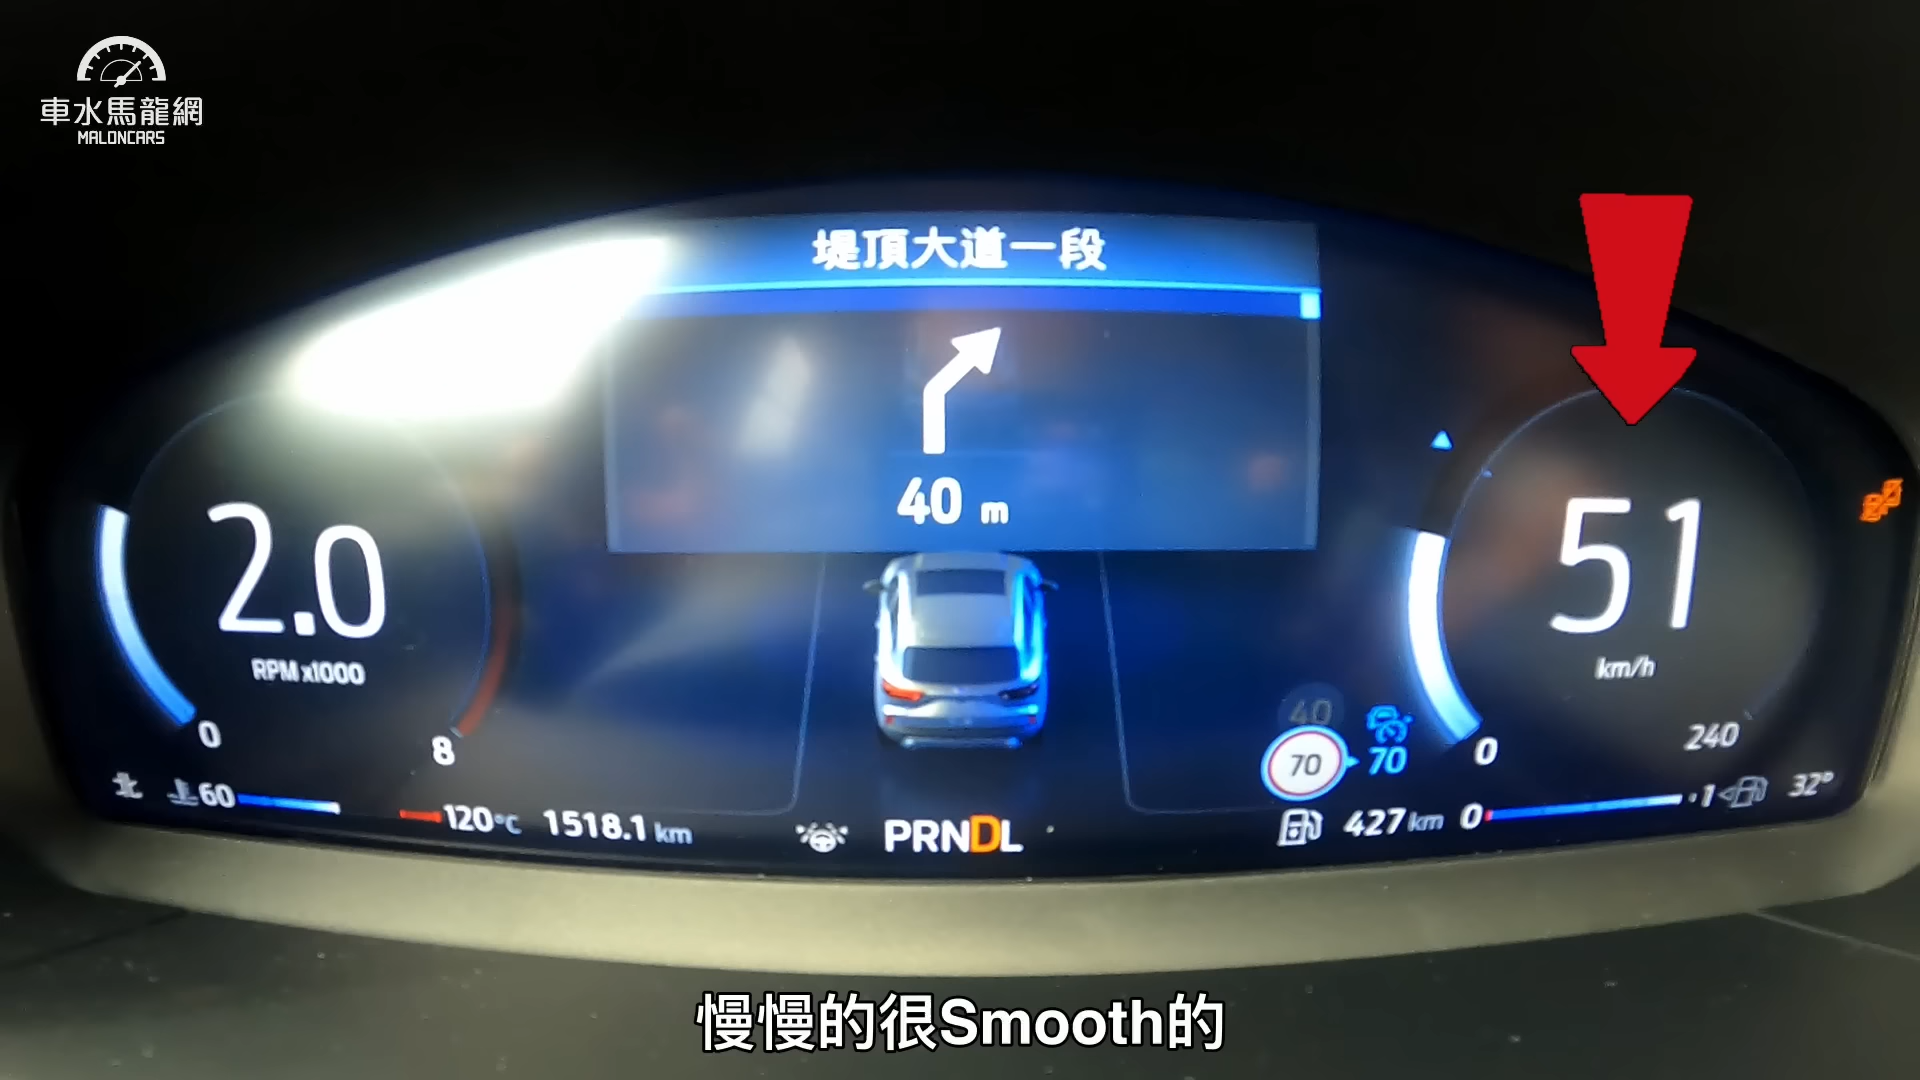 車水馬龍網
MALONCARS
堤頂大道一段
40 m
2.0
RPM x1000
0
8
51
km/h
0
240
40
70
70
60
120°C
1518.1 km
PRNDL
427 km
0
1
32°
慢慢的很Smooth的